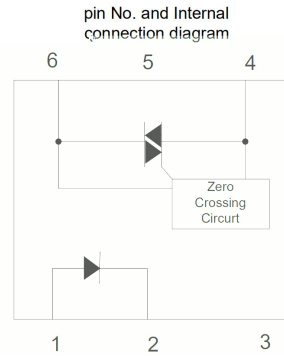 pin No. and Internal
connection diagram
6 5 4
Zero
Crossing
Circurt
1 2 3